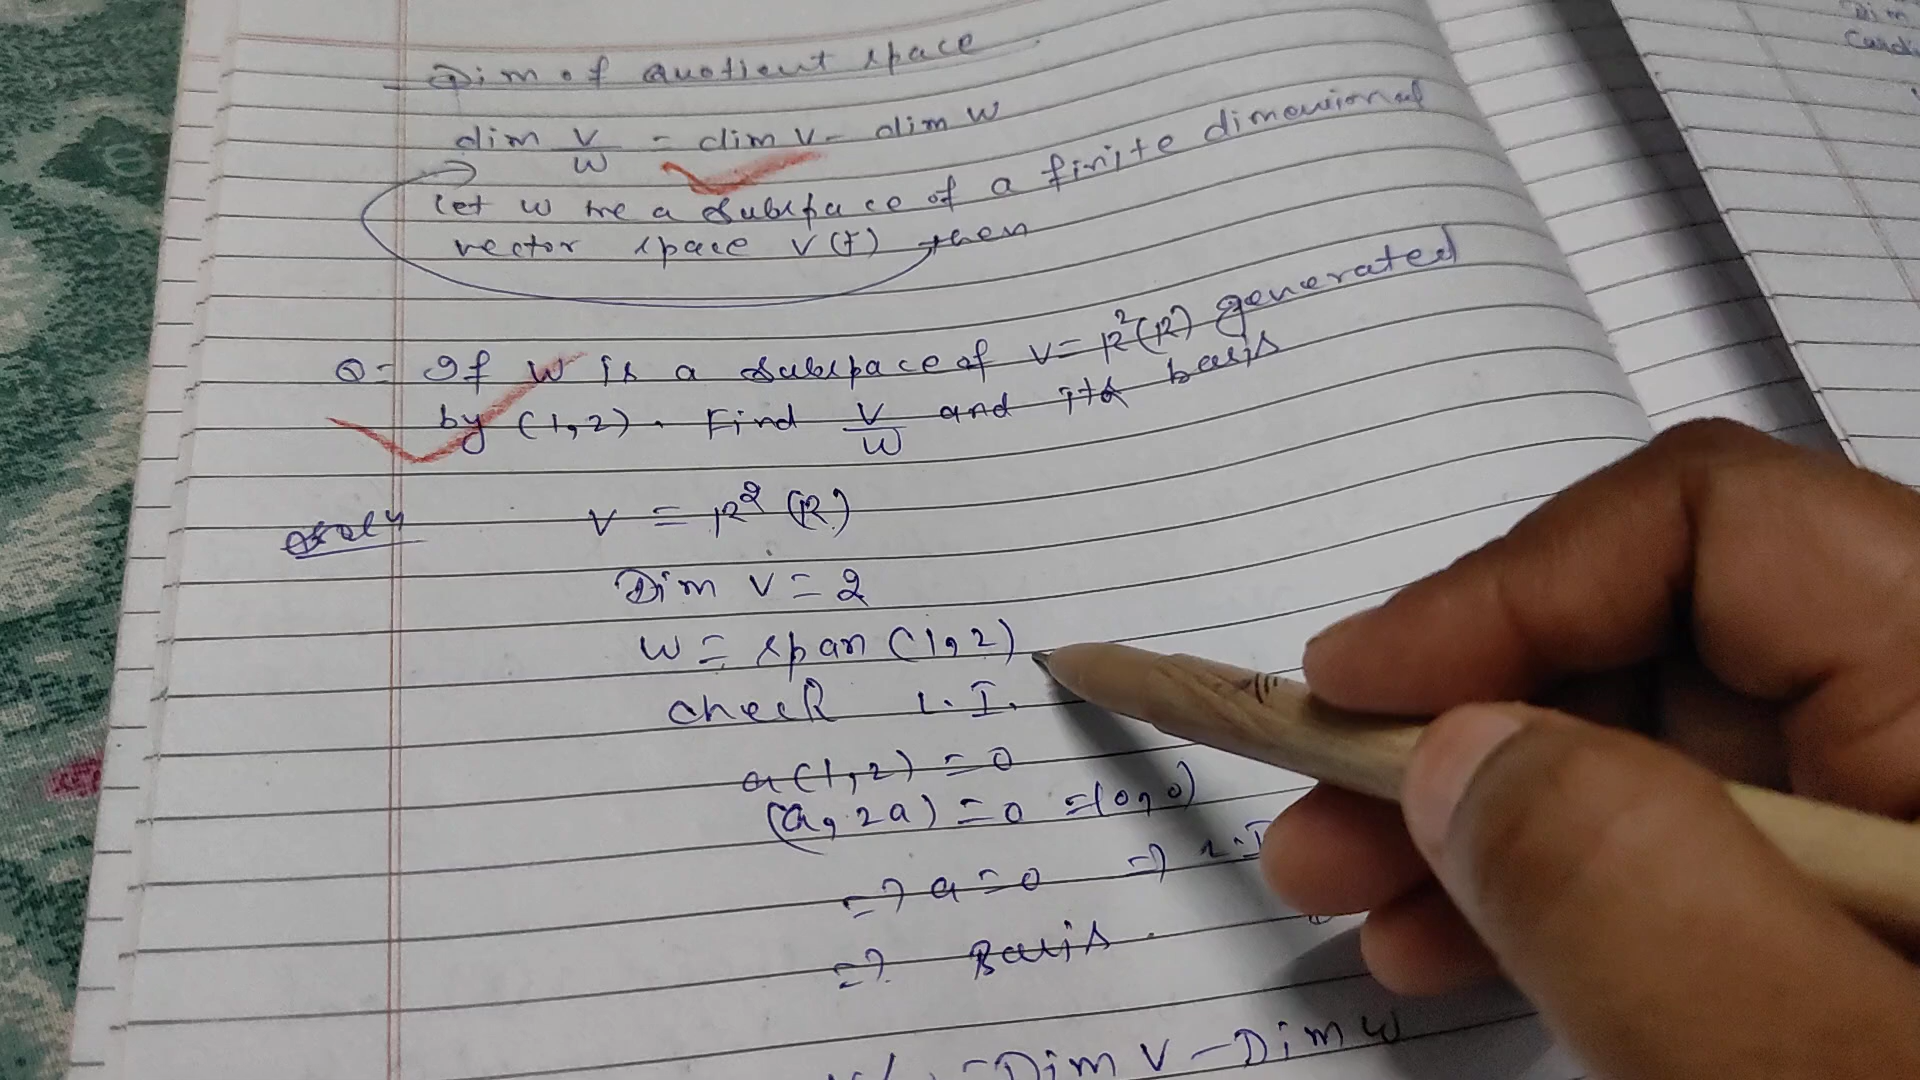 Dim of Quotient space
dim V/W = dim V - dim W
Let W be a subspace of a finite dimensional
vector space V(F) then
Q= If W is a subspace of V = R²(R) generated
by (1,2). Find V/W and its basis
Soly V = R²(R)
Dim V = 2
W = span (1,2)
check L.I.
a(1,2) = 0
(a, 2a) = 0 = (0,0)
=> a = 0 => L.I
=> Basis.
= Dim V - Dim W
Dim